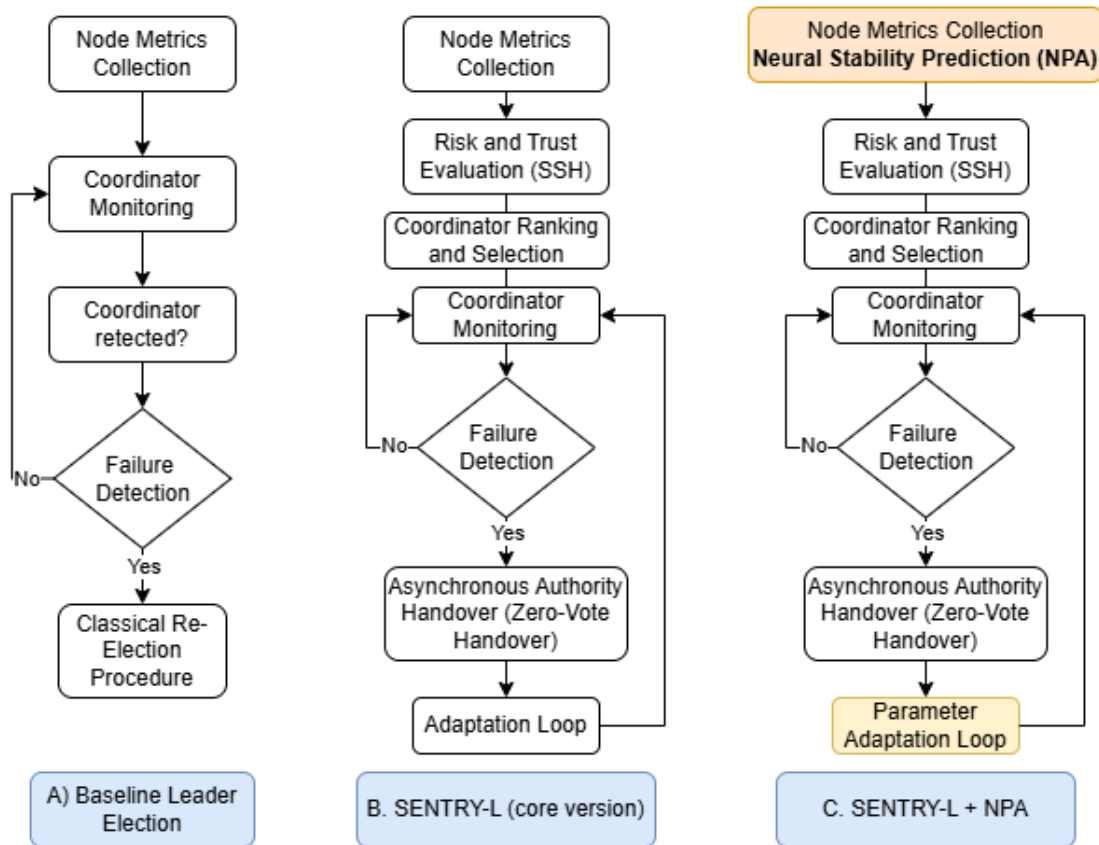 Node Metrics
Collection
Coordinator
Monitoring
Coordinator
retected?
Failure
Detection
No
Yes
Classical Re-
Election
Procedure
A) Baseline Leader
Election
Node Metrics
Collection
Risk and Trust
Evaluation (SSH)
Coordinator Ranking
and Selection
Coordinator
Monitoring
Failure
Detection
No
Yes
Asynchronous Authority
Handover (Zero-Vote
Handover)
Adaptation Loop
B. SENTRY-L (core version)
Node Metrics Collection
Neural Stability Prediction (NPA)
Risk and Trust
Evaluation (SSH)
Coordinator Ranking
and Selection
Coordinator
Monitoring
Failure
Detection
No
Yes
Asynchronous Authority
Handover (Zero-Vote
Handover)
Parameter
Adaptation Loop
C. SENTRY-L + NPA